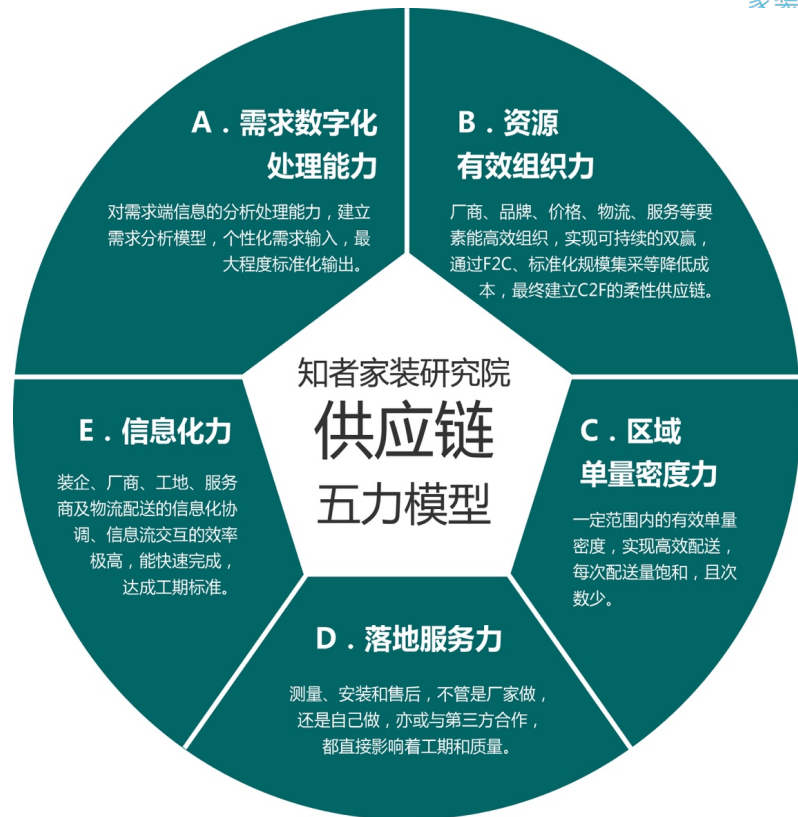 A．需求数字化
处理能力
对需求端信息的分析处理能力，建立
需求分析模型，个性化需求输入，最
大程度标准化输出。
B．资源
有效组织力
厂商、品牌、价格、物流、服务等要
素能高效组织，实现可持续的双赢，
通过F2C、标准化规模集采等降低成
本，最终建立C2F的柔性供应链。
知者家装研究院
供应链
五力模型
C．区域
单量密度力
一定范围内的有效单量
密度，实现高效配送，
每次配送量饱和，且次
数少。
D．落地服务力
测量、安装和售后，不管是厂家做，
还是自己做，亦或与第三方合作，
都直接影响着工期和质量。
E．信息化力
装企、厂商、工地、服务
商及物流配送的信息化协
调、信息流交互的效率
极高，能快速完成，
达成工期标准。